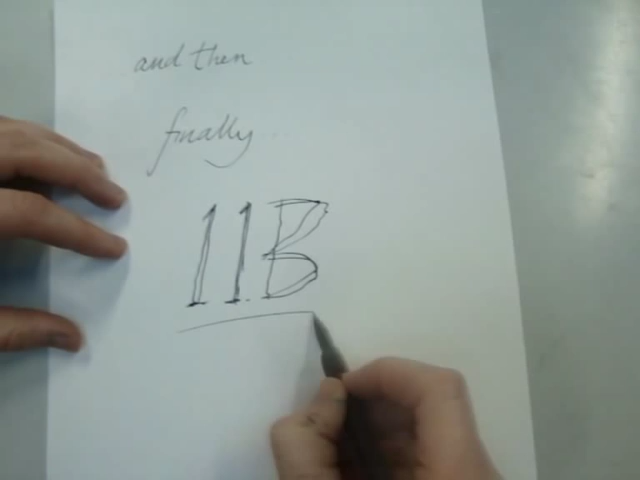 and then
finally
11B